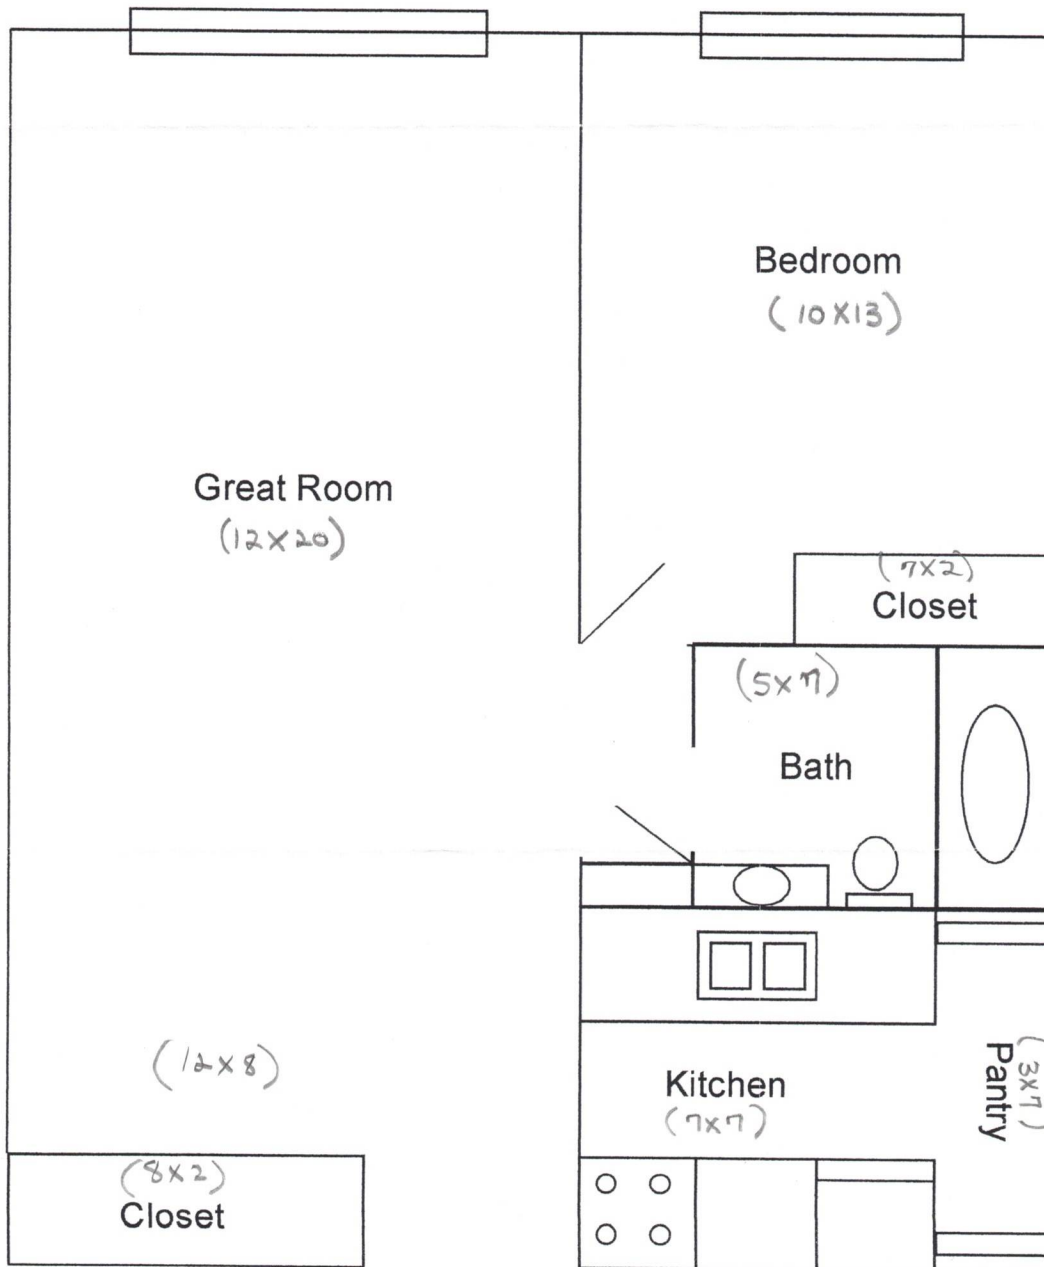 Bedroom
(10X13)
Great Room
(12X20)
(7X2)
Closet
(5X7)
Bath
(12X8)
Kitchen
(7X7)
Pantry
(3X7)
(8X2)
Closet